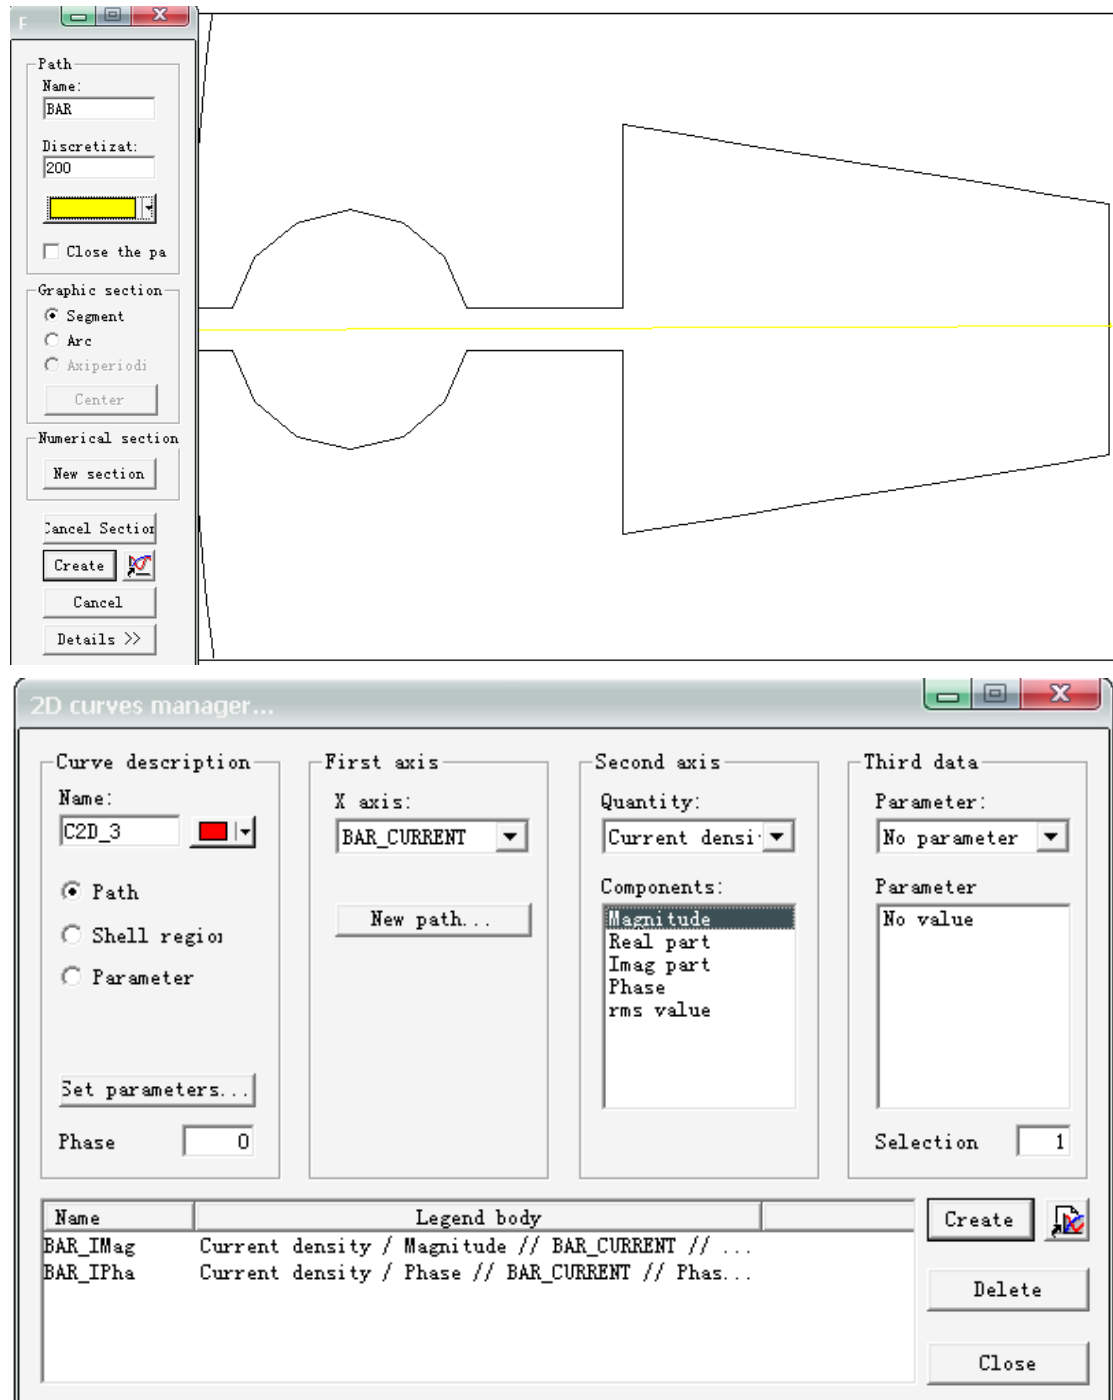 F
Path
Name:
BAR
Discretizat:
200
Close the pa
Graphic section
Segment
Arc
Axiperiodi
Center
Numerical section
New section
Cancel Section
Create
Cancel
Details >>
2D curves manager...
Curve description
Name:
C2D_3
Path
Shell region
Parameter
Set parameters...
Phase 0
First axis
X axis:
BAR_CURRENT
New path...
Second axis
Quantity:
Current densi
Components:
Magnitude
Real part
Imag part
Phase
rms value
Third data
Parameter:
No parameter
Parameter
No value
Selection 1
Name Legend body
BAR_IMag Current density / Magnitude // BAR_CURRENT // ...
BAR_IPha Current density / Phase // BAR_CURRENT // Phas...
Create
Delete
Close